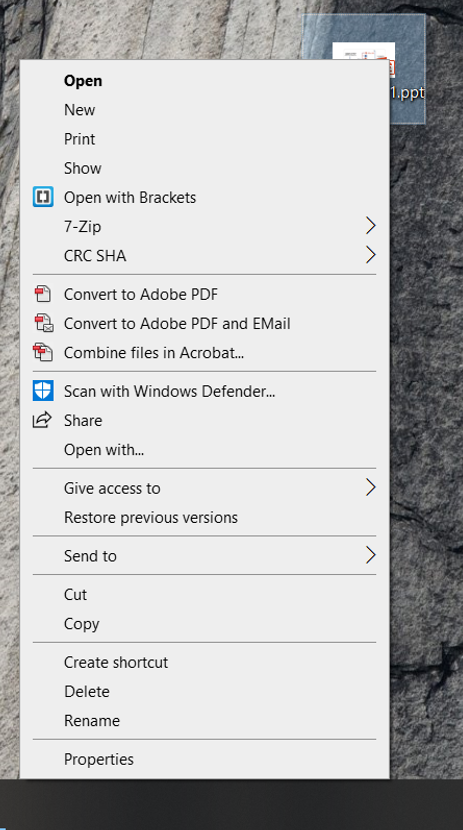 1.ppt
Open
New
Print
Show
Open with Brackets
7-Zip
CRC SHA
Convert to Adobe PDF
Convert to Adobe PDF and EMail
Combine files in Acrobat...
Scan with Windows Defender...
Share
Open with...
Give access to
Restore previous versions
Send to
Cut
Copy
Create shortcut
Delete
Rename
Properties